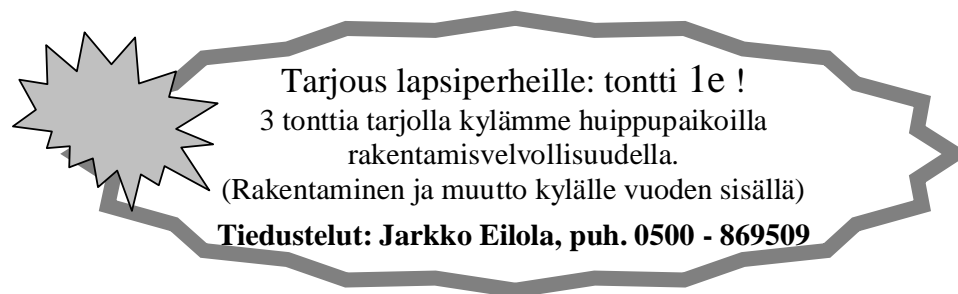 Tarjous lapsiperheille: tontti 1e !
3 tonttia tarjolla kylämme huippupaikoilla
rakentamisvelvollisuudella.
(Rakentaminen ja muutto kylälle vuoden sisällä)
Tiedustelut: Jarkko Eilola, puh. 0500 - 869509